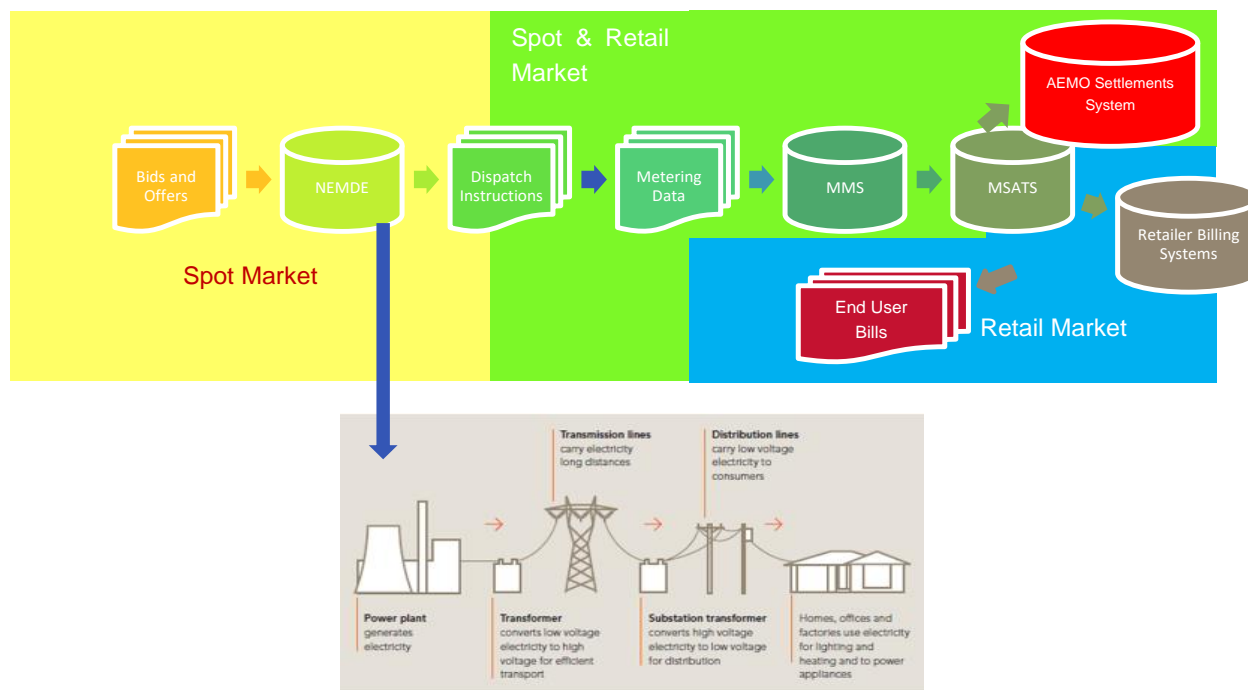 Spot & Retail
Market
AEMO Settlements
System
Bids and
Offers
NEMDE
Dispatch
Instructions
Metering
Data
MMS
MSATS
Retailer Billing
Systems
Spot Market
End User
Bills
Retail Market
Transmission lines
carry electricity
long distances
Distribution lines
carry low voltage
electricity to
consumers
Power plant
generates
electricity
Transformer
converts low voltage
electricity to high
voltage for efficient
transport
Substation transformer
converts high voltage
electricity to low voltage
for distribution
Homes, offices and
factories use electricity
for lighting and
heating and to power
appliances